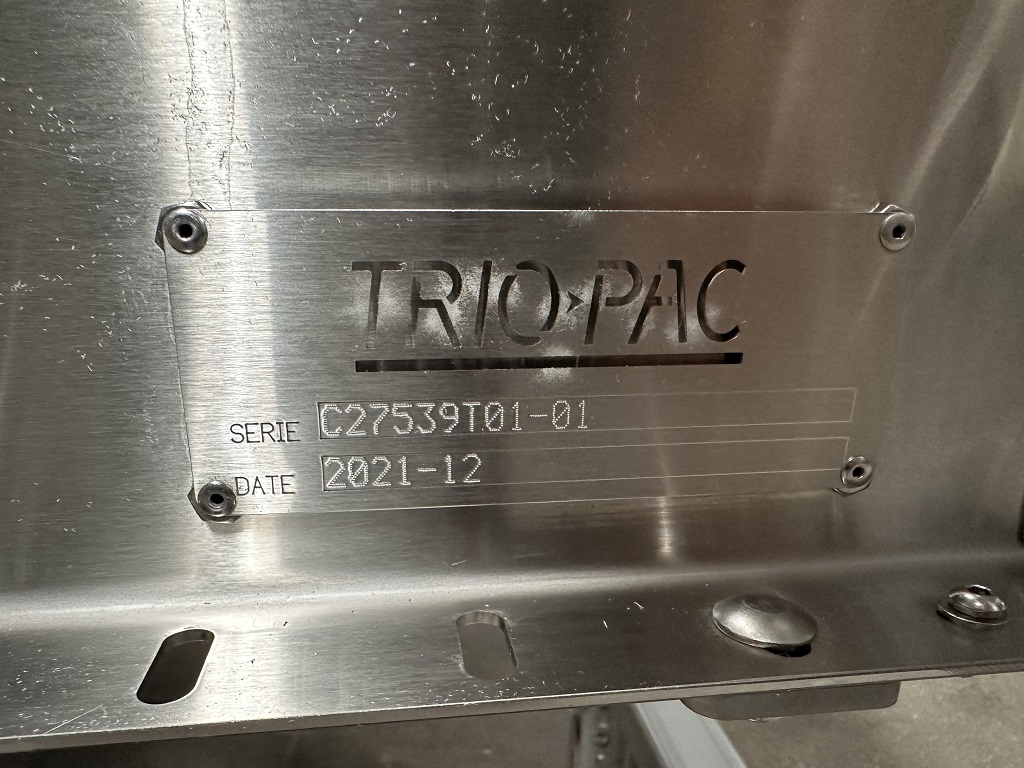 TRIO-PAC
SERIE C27539T01-01
DATE 2021-12